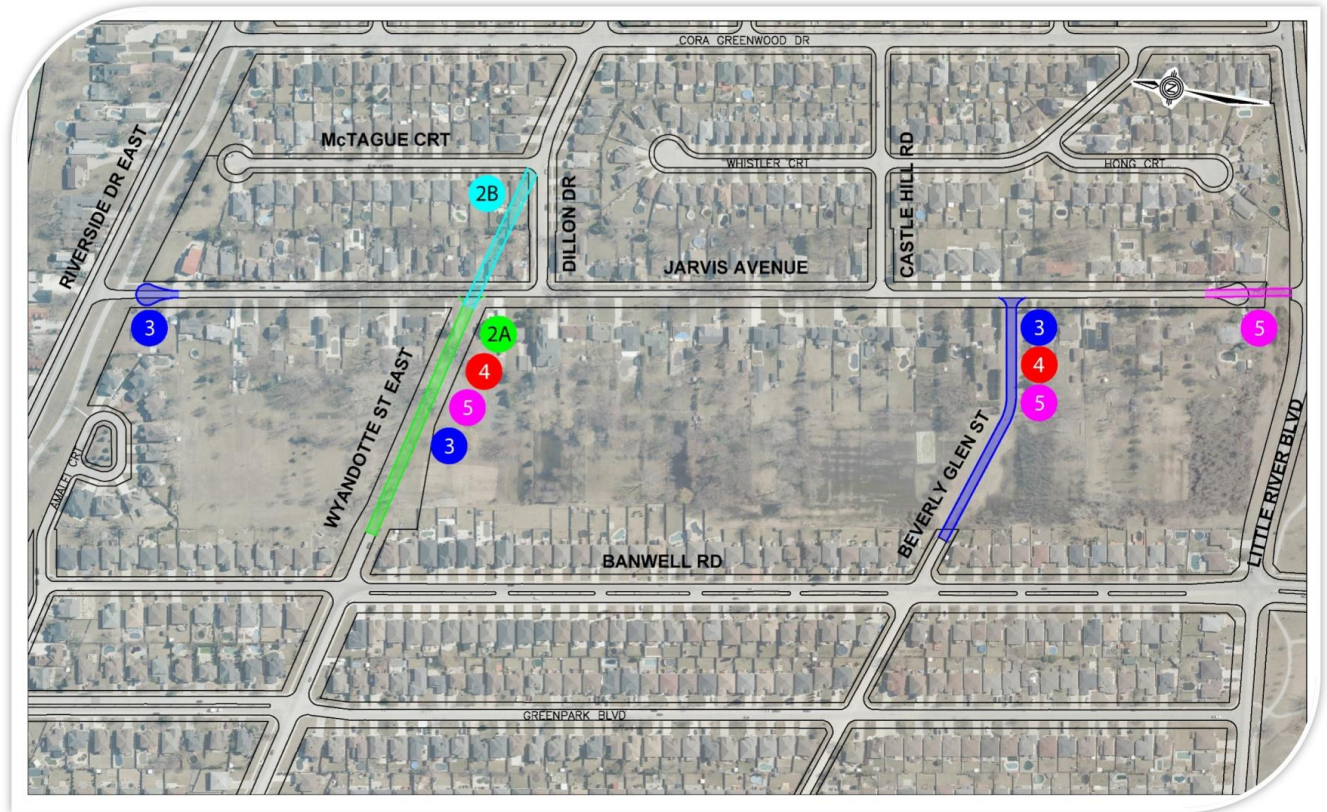 CORA GREENWOOD DR
N
RIVERSIDE DR EAST
McTAGUE CRT
WHISTLER CRT
CASTLE HILL RD
HONG CRT
2B
DILLON DR
JARVIS AVENUE
3
2A
4
5
3
WYANDOTTE ST EAST
3
4
5
5
AMALFI CRT
BEVERLY GLEN ST
LITTLE RIVER BLVD
BANWELL RD
GREENPARK BLVD